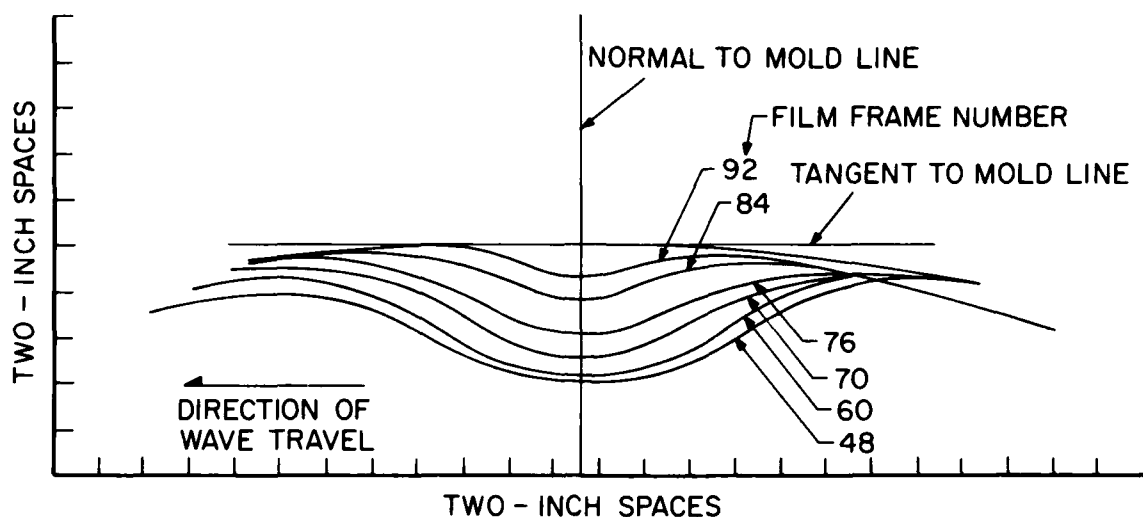 NORMAL TO MOLD LINE
FILM FRAME NUMBER
92
TANGENT TO MOLD LINE
84
TWO - INCH SPACES
76
70
60
48
DIRECTION OF
WAVE TRAVEL
TWO - INCH SPACES